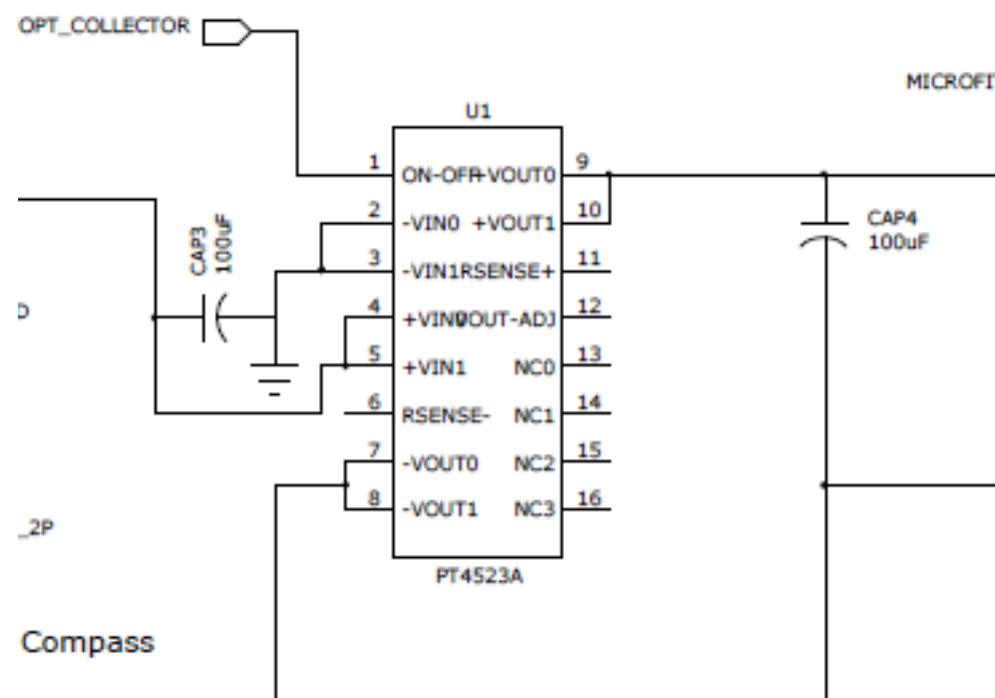 OPT_COLLECTOR
MICROFI
U1
1 ON-OFF +VOUT0 9
2 -VIN0 +VOUT1 10
3 -VIN1 RSENSE+ 11
4 +VIN0 VOUT-ADJ 12
5 +VIN1 NC0 13
6 RSENSE- NC1 14
7 -VOUT0 NC2 15
8 -VOUT1 NC3 16
PT4523A
CAP3
100uF
CAP4
100uF
_2P
Compass